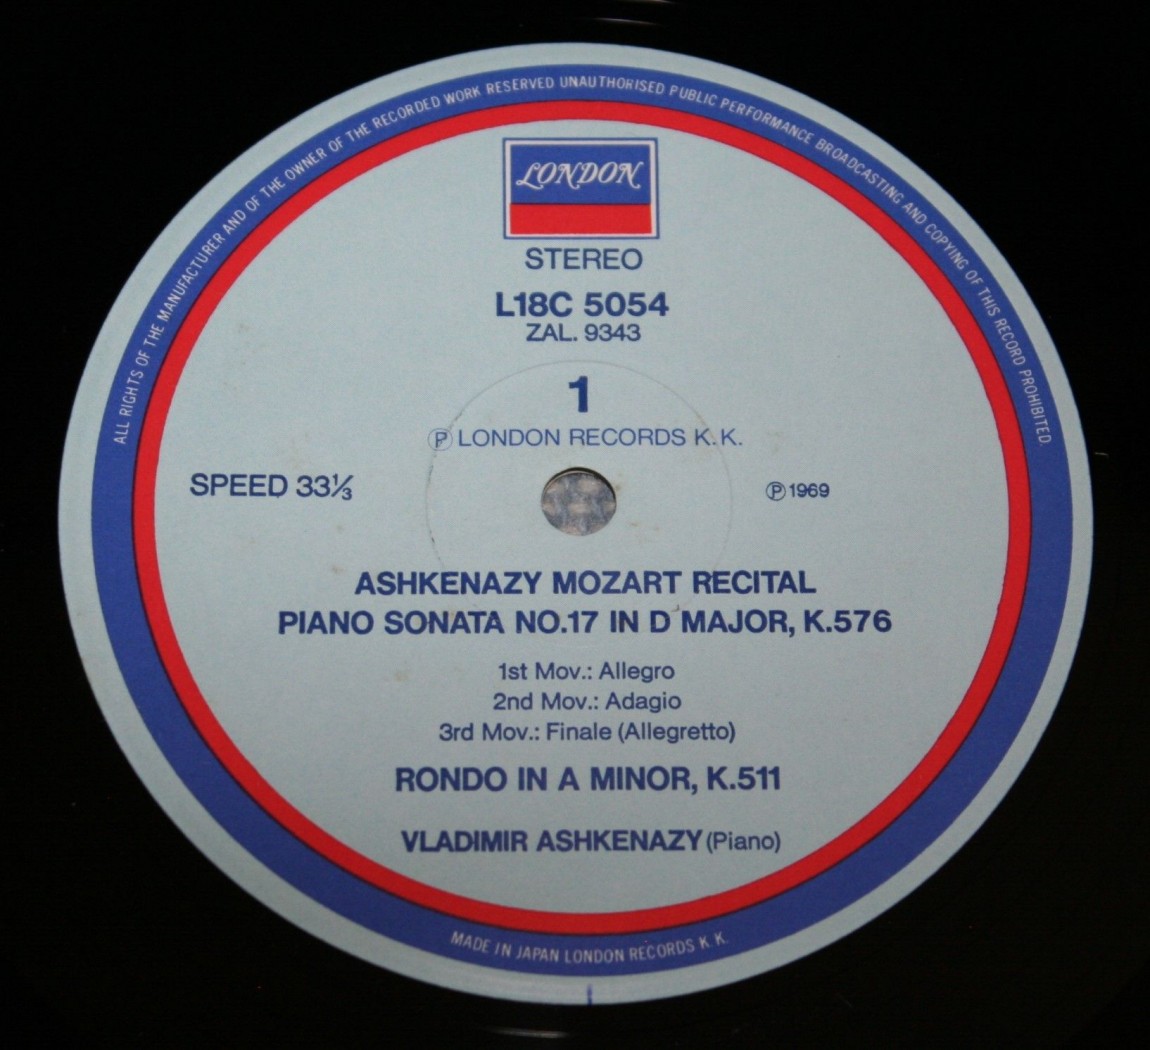 ALL RIGHTS OF THE MANUFACTURER AND OF THE OWNER OF THE RECORDED WORK RESERVED UNAUTHORISED PUBLIC PERFORMANCE BROADCASTING AND COPYING OF THIS RECORD PROHIBITED.
LONDON
STEREO
L18C 5054
ZAL. 9343
1
Ⓟ LONDON RECORDS K.K.
SPEED 33⅓
Ⓟ 1969
ASHKENAZY MOZART RECITAL
PIANO SONATA NO.17 IN D MAJOR, K.576
1st Mov.: Allegro
2nd Mov.: Adagio
3rd Mov.: Finale (Allegretto)
RONDO IN A MINOR, K.511
VLADIMIR ASHKENAZY (Piano)
MADE IN JAPAN LONDON RECORDS K.K.